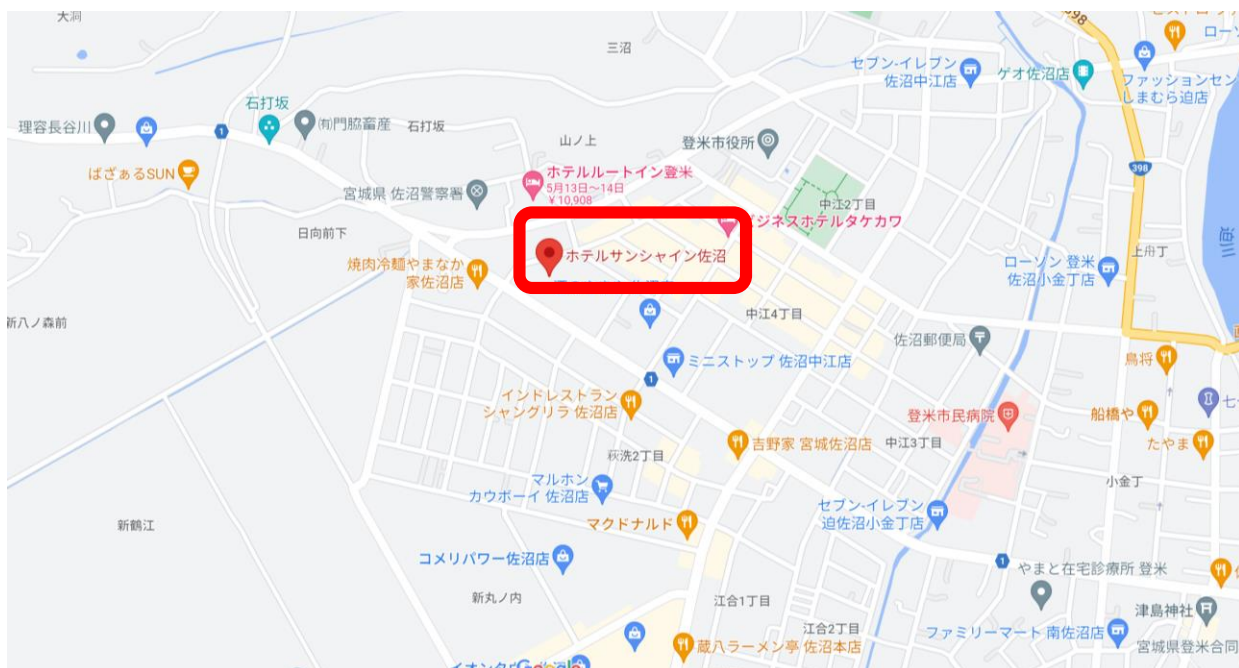 大洞
三沼
398
ロー
セブン-イレブン
佐沼中江店
ゲオ佐沼店
ファッションセン
しまむら迫店
石打坂
理容長谷川
1
(有)門脇畜産
石打坂
山ノ上
登米市役所
ばざぁるSUN
宮城県 佐沼警察署
ホテルルートイン登米
5月13日~14日
¥10,908
398
中江2丁目
ビジネスホテルタケカワ
日向前下
ホテルサンシャイン佐沼
上舟丁
迫川
焼肉冷麺やまなか
家佐沼店
ローソン 登米
佐沼小金丁店
新八ノ森前
中江4丁目
佐沼郵便局
ミニストップ 佐沼中江店
鳥将
1
インドレストラン
シャングリラ 佐沼店
登米市民病院
船橋や
七
吉野家 宮城佐沼店
中江3丁目
たやま
萩洗2丁目
マルホン
カウボーイ 佐沼店
小金丁
セブン-イレブン
迫佐沼小金丁店
新鶴江
マクドナルド
コメリパワー佐沼店
1
やまと在宅診療所 登米
新丸ノ内
江合1丁目
津島神社
江合2丁目
ファミリーマート 南佐沼店
蔵八ラーメン亭 佐沼本店
宮城県登米合同
Google